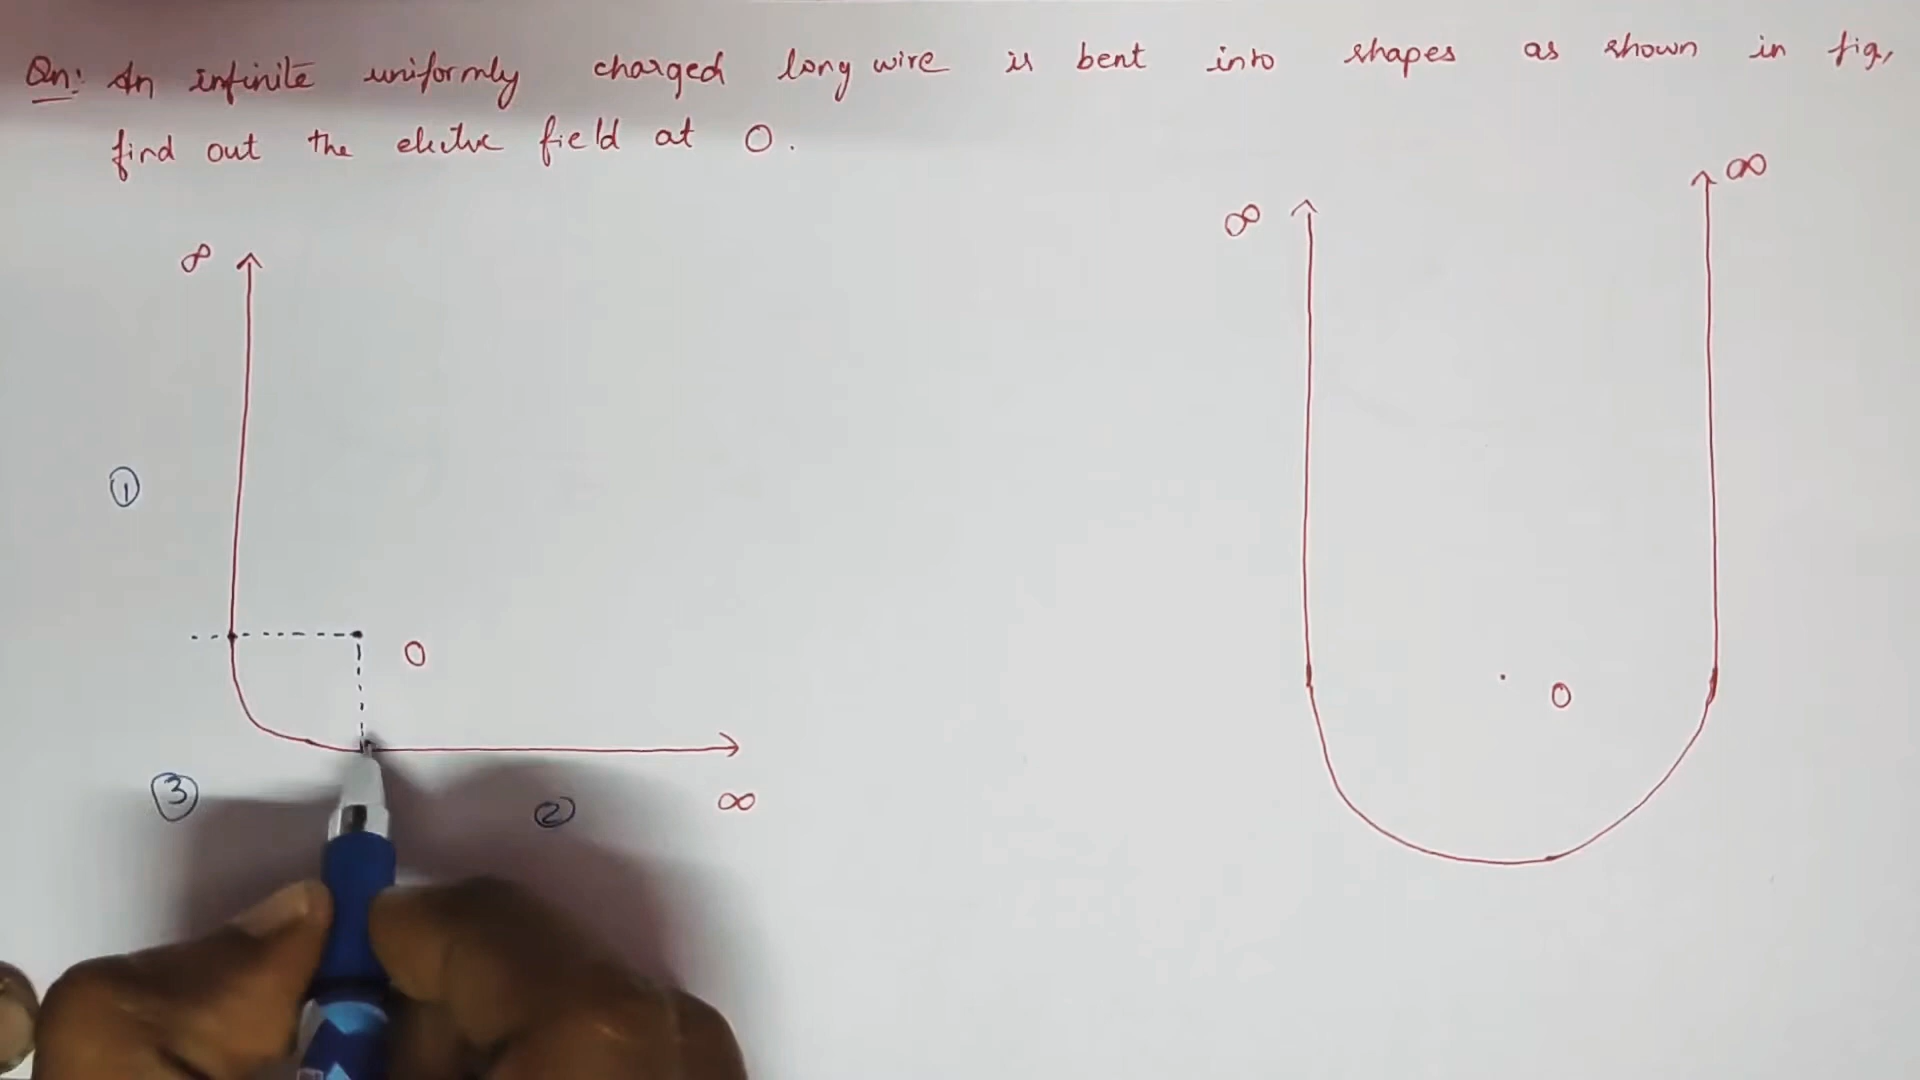 Qn: An infinite uniformly charged long wire is bent into shapes as shown in fig,
find out the electric field at O.
∞
∞
∞
①
O
O
③
②
∞